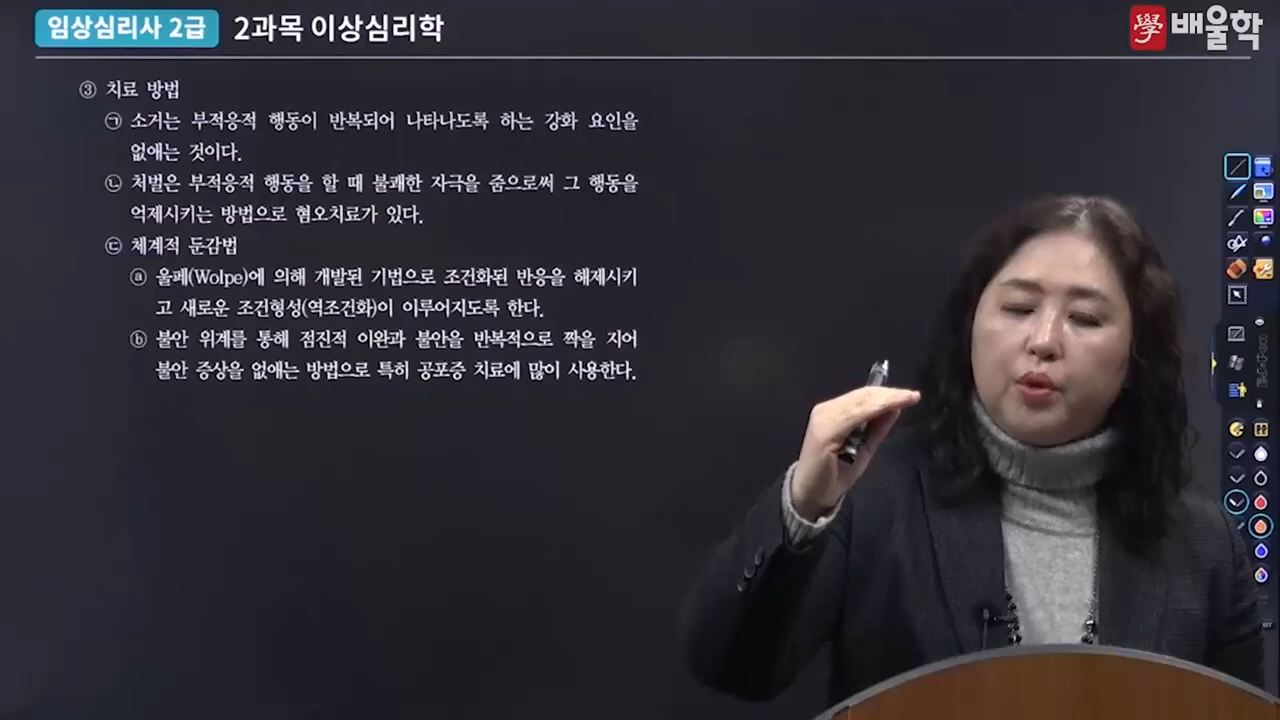 임상심리사 2급 2과목 이상심리학
學 배울학
③ 치료 방법
㉠ 소거는 부적응적 행동이 반복되어 나타나도록 하는 강화 요인을
없애는 것이다.
㉡ 처벌은 부적응적 행동을 할 때 불쾌한 자극을 줌으로써 그 행동을
억제시키는 방법으로 혐오치료가 있다.
㉢ 체계적 둔감법
ⓐ 울페(Wolpe)에 의해 개발된 기법으로 조건화된 반응을 해제시키
고 새로운 조건형성(역조건화)이 이루어지도록 한다.
ⓑ 불안 위계를 통해 점진적 이완과 불안을 반복적으로 짝을 지어
불안 증상을 없애는 방법으로 특히 공포증 치료에 많이 사용한다.